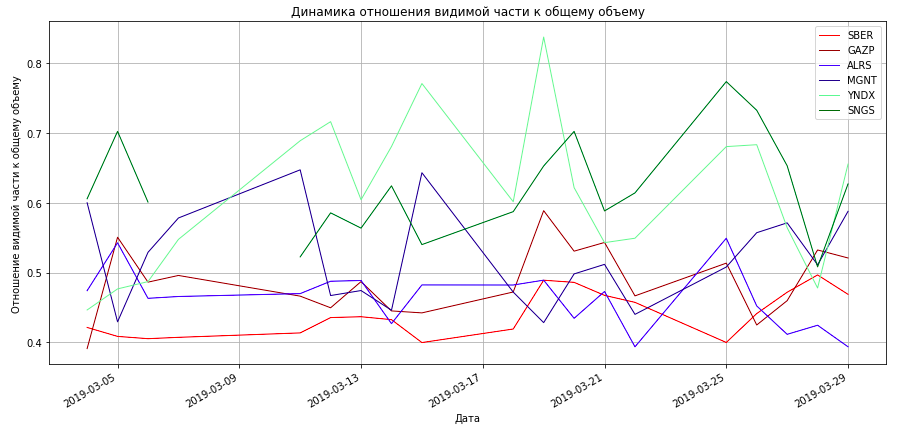 Динамика отношения видимой части к общему объему
SBER
GAZP
ALRS
MGNT
YNDX
SNGS
Отношение видимой части к общему объему
0.8
0.7
0.6
0.5
0.4
2019-03-05
2019-03-09
2019-03-13
2019-03-17
2019-03-21
2019-03-25
2019-03-29
Дата